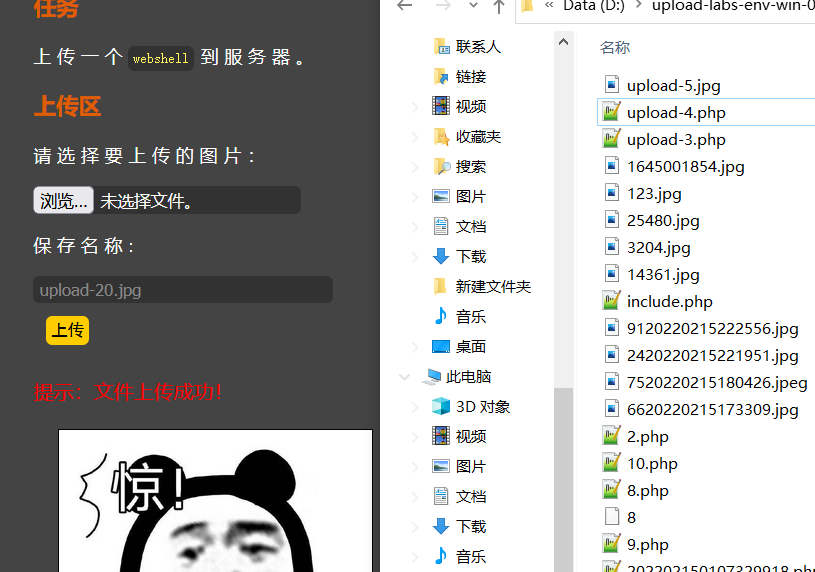 任务
上传一个 webshell 到服务器。
上传区
请选择要上传的图片：
浏览... 未选择文件。
保存名称：
upload-20.jpg
上传
提示：文件上传成功！
惊！
« Data (D:) › upload-labs-env-win-0
联系人
链接
视频
收藏夹
搜索
图片
文档
下载
新建文件夹
音乐
桌面
此电脑
3D 对象
视频
图片
文档
下载
音乐
名称
upload-5.jpg
upload-4.php
upload-3.php
1645001854.jpg
123.jpg
25480.jpg
3204.jpg
14361.jpg
include.php
9120220215222556.jpg
2420220215221951.jpg
7520220215180426.jpeg
6620220215173309.jpg
2.php
10.php
8.php
8
9.php
202202150107329918.php